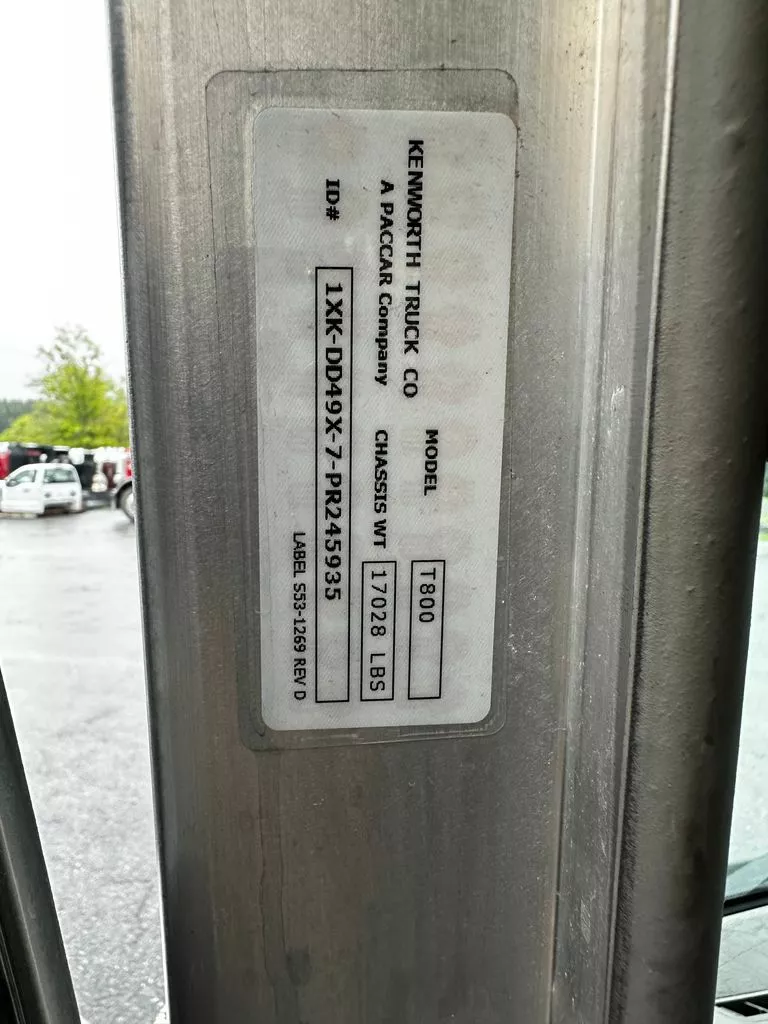 KENWORTH TRUCK CO
A PACCAR Company
MODEL T800
CHASSIS WT 17028 LBS
ID# 1XK-DD49X-7-PR245935
LABEL S53-1269 REV D